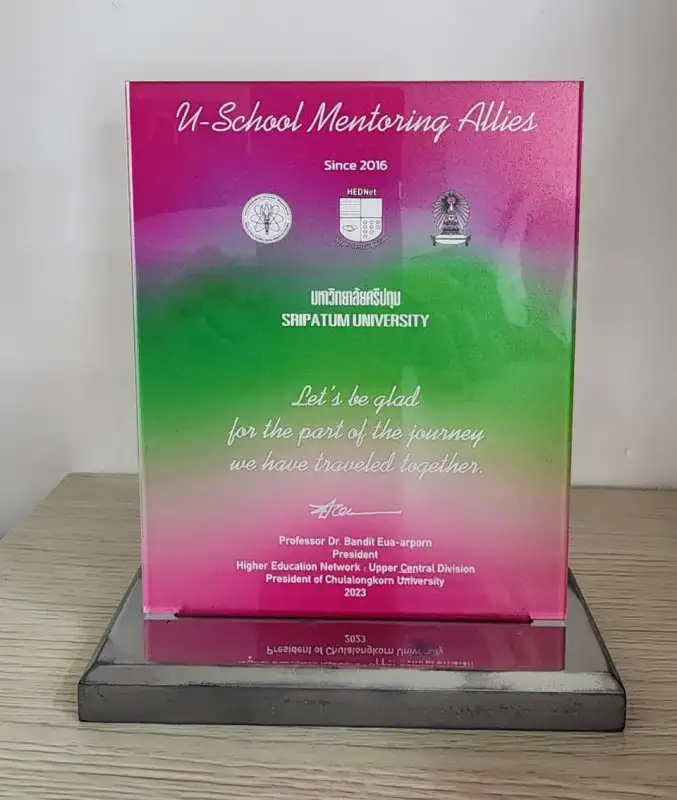 U-School Mentoring Allies
Since 2016
HEDNet
มหาวิทยาลัยศรีปทุม
SRIPATUM UNIVERSITY
Let's be glad
for the part of the journey
we have traveled together.
Professor Dr. Bandit Eua-arporn
President
Higher Education Network : Upper Central Division
President of Chulalongkorn University
2023